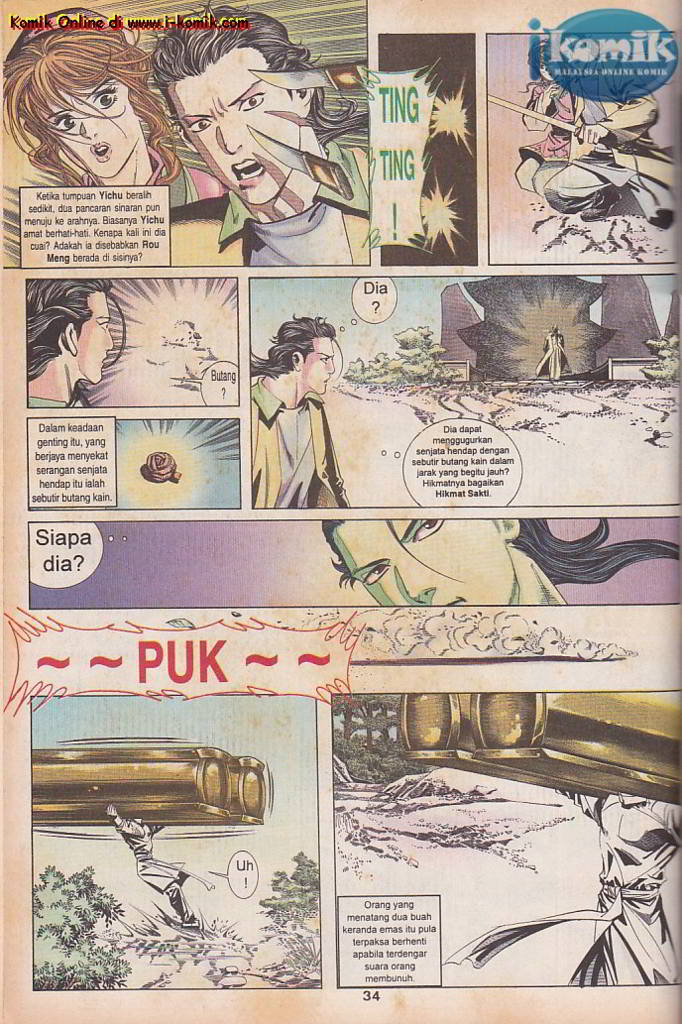 Komik Online di www.i-komik.com
ikomik
MALAYSIA ONLINE KOMIK
TING
TING
!
Ketika tumpuan Yichu beralih
sedikit, dua pancaran sinaran pun
menuju ke arahnya. Biasanya Yichu
amat berhati-hati. Kenapa kali ini dia
cuai? Adakah ia disebabkan Rou
Meng berada di sisinya?
Butang
?
Dia
?
Dalam keadaan
genting itu, yang
berjaya menyekat
serangan senjata
hendap itu ialah
sebutir butang kain.
Dia dapat
menggugurkan
senjata hendap dengan
sebutir butang kain dalam
jarak yang begitu jauh?
Hikmatnya bagaikan
Hikmat Sakti.
Siapa
dia?
~ ~ PUK ~ ~
Uh
!
Orang yang
menatang dua buah
keranda emas itu pula
terpaksa berhenti
apabila terdengar
suara orang
membunuh.
34